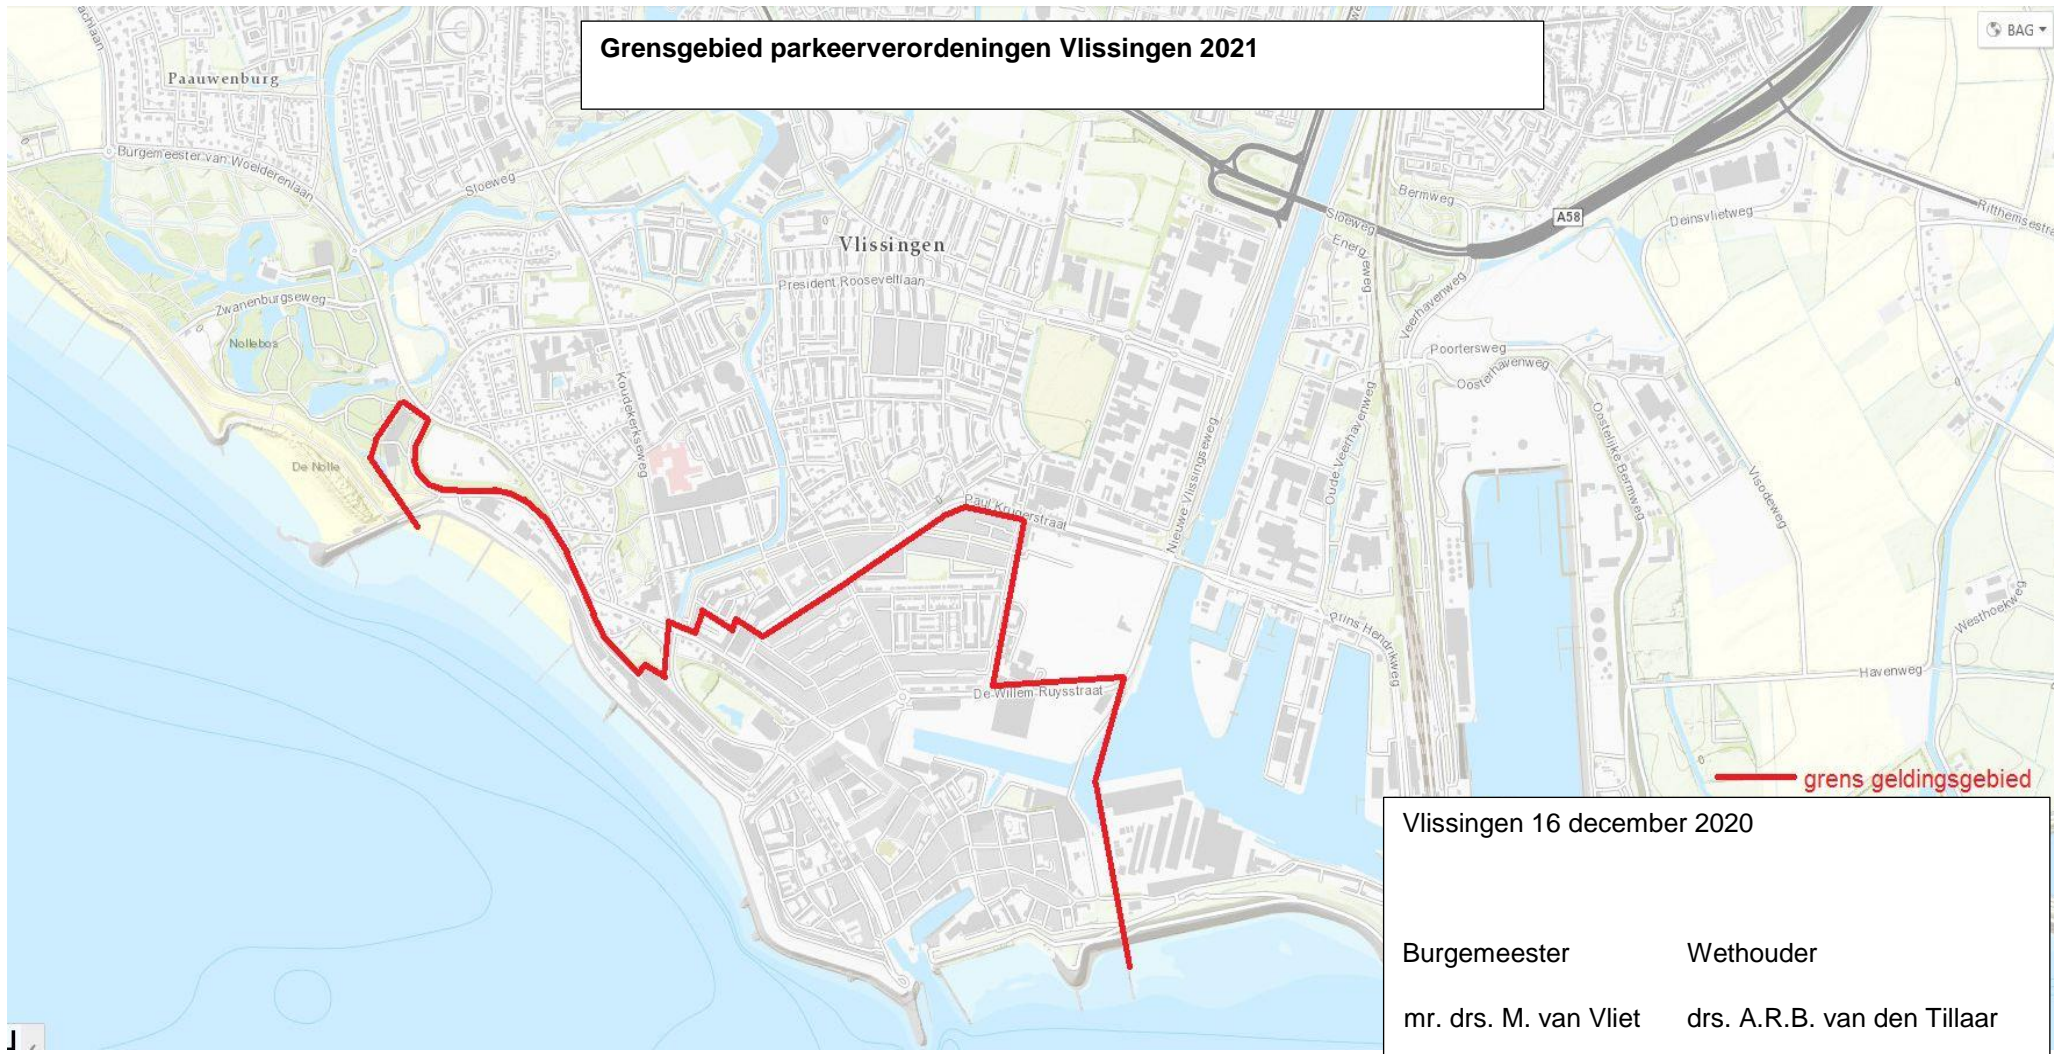 Grensgebied parkeerverordeningen Vlissingen 2021
BAG
Paauwenburg
Burgemeester van Woelderenlaan
Sloeweg
Vlissingen
President Rooseveltlaan
Zwanenburgseweg
Nollebos
De Nolle
Koudekerkseweg
Paul Krugerstraat
De Willem Ruysstraat
Nieuwe Vlissingseweg
Sloeweg
Energieweg
Bermweg
A58
Deinsvlietweg
Veerhavenweg
Poortersweg
Oosterhavenweg
Oude Veerhavenweg
Oostelijke Bermweg
Visodeweg
Prins Hendrikweg
Westhoekweg
Havenweg
grens geldingsgebied
Vlissingen 16 december 2020
Burgemeester Wethouder
mr. drs. M. van Vliet drs. A.R.B. van den Tillaar